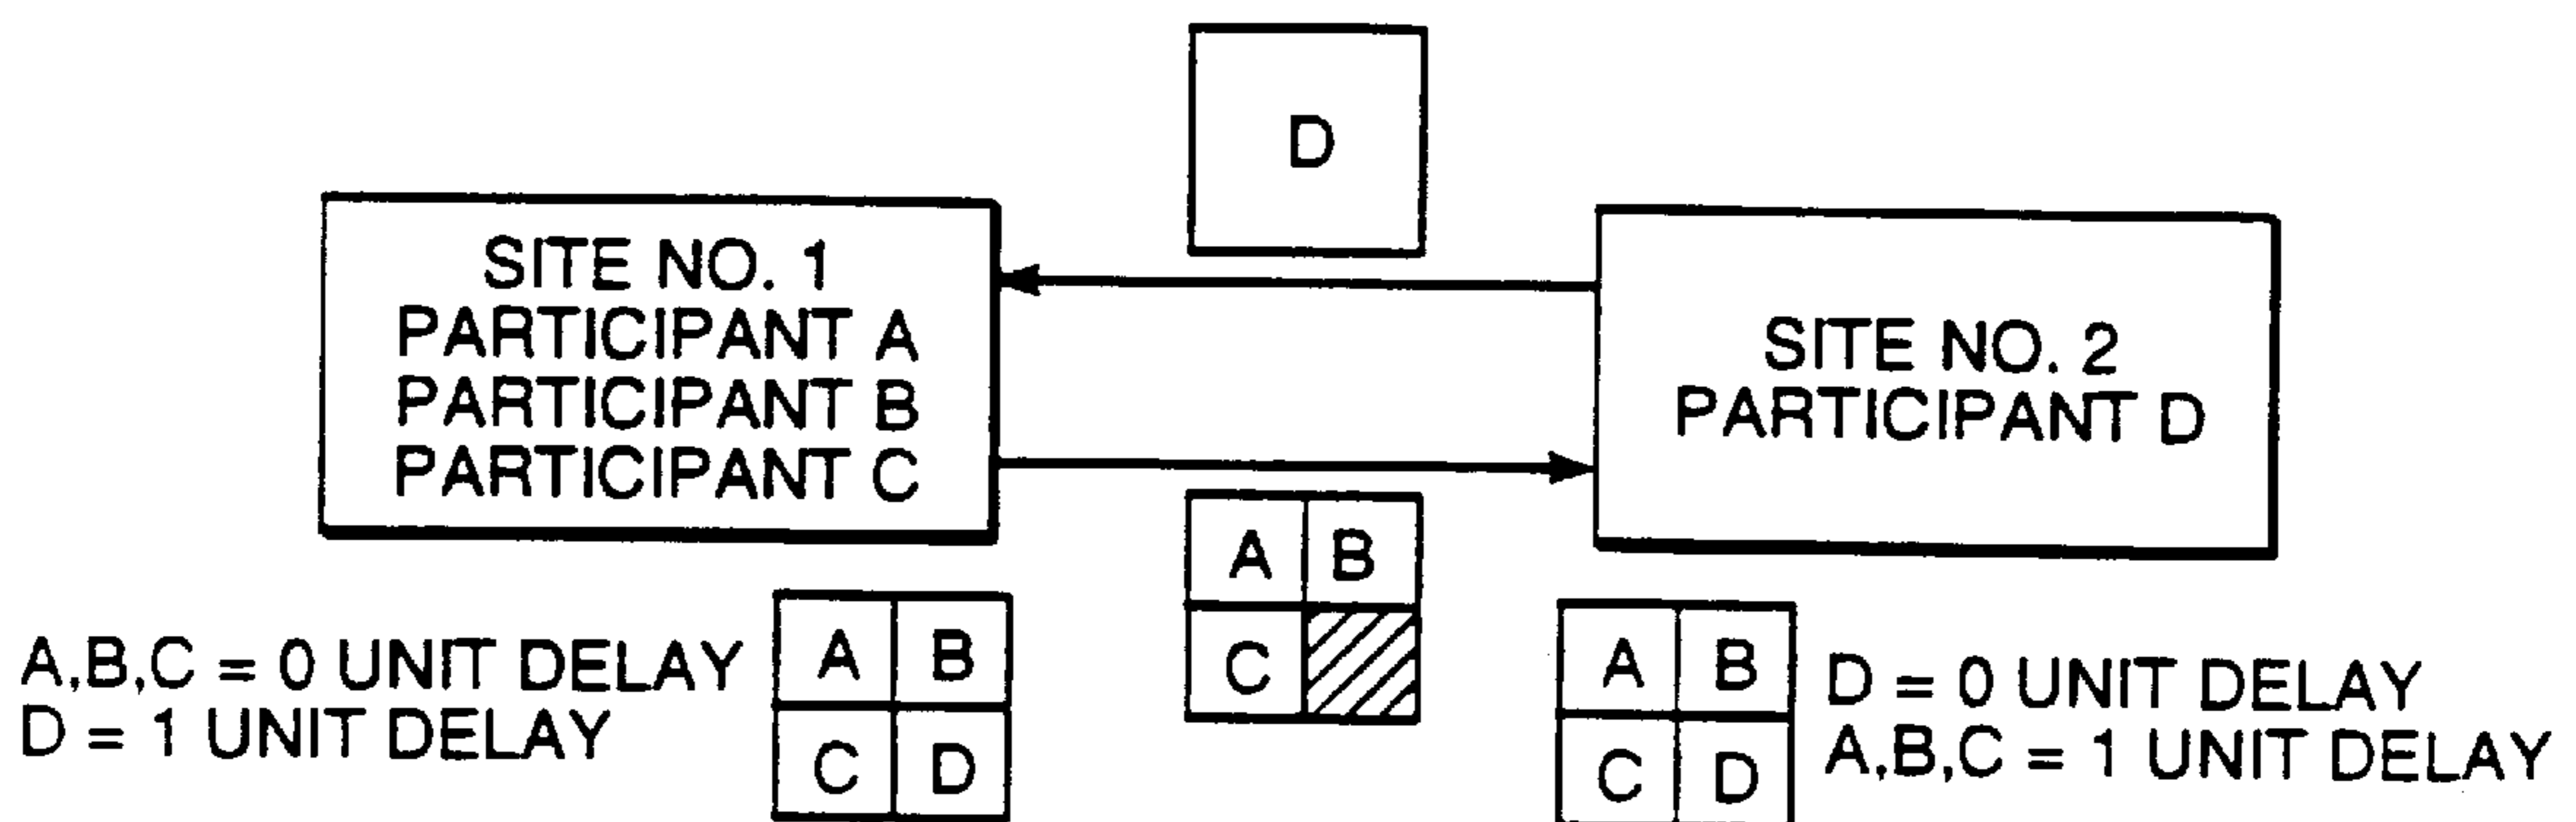 D
SITE NO. 1
PARTICIPANT A
PARTICIPANT B
PARTICIPANT C
SITE NO. 2
PARTICIPANT D
A B
C
A,B,C = 0 UNIT DELAY
D = 1 UNIT DELAY
A B
C D
A B
C D
D = 0 UNIT DELAY
A,B,C = 1 UNIT DELAY